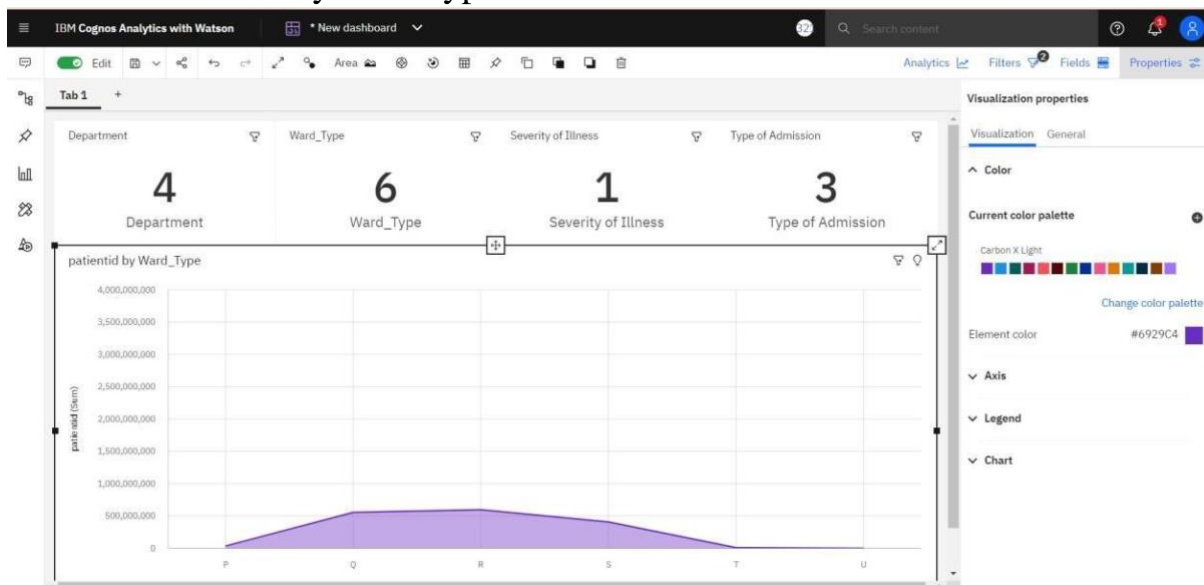 IBM Cognos Analytics with Watson
* New dashboard
Search content
1
Edit
Area
Analytics
Filters
2
Fields
Properties
Tab 1 +
Visualization properties
Visualization General
Department
Ward_Type
Severity of Illness
Type of Admission
4
6
1
3
Department
Ward_Type
Severity of Illness
Type of Admission
Color
Current color palette
Carbon X Light
Change color palette
Element color #6929C4
Axis
Legend
Chart
patientid by Ward_Type
patientid (Sum)
4,000,000,000
3,500,000,000
3,000,000,000
2,500,000,000
2,000,000,000
1,500,000,000
1,000,000,000
500,000,000
0
P Q R S T U